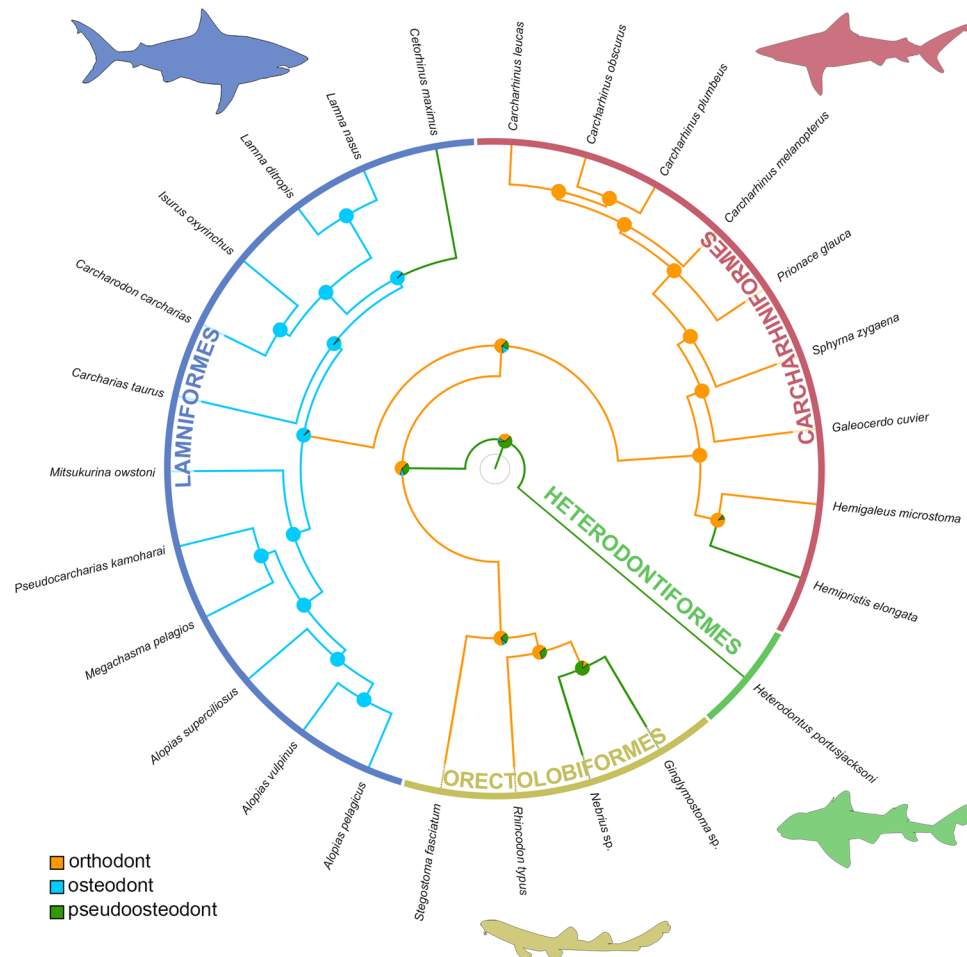 Cetorhinus maximus
Carcharhinus leucas
Carcharhinus obscurus
Carcharhinus plumbeus
Carcharhinus melanopterus
Prionace glauca
Sphyrna zygaena
Galeocerdo cuvier
Hemigaleus microstoma
Hemipristis elongata
Heterodontus portusjacksoni
Ginglymostoma sp.
Nebrius sp.
Rhincodon typus
Stegostoma fasciatum
Alopias pelagicus
Alopias vulpinus
Alopias superciliosus
Megachasma pelagios
Pseudocarcharias kamoharai
Mitsukurina owstoni
Carcharias taurus
Carcharodon carcharias
Isurus oxyrinchus
Lamna ditropis
Lamna nasus
LAMNIFORMES
CARCHARHINIFORMES
HETERODONTIFORMES
ORECTOLOBIFORMES
orthodont
osteodont
pseudoosteodont